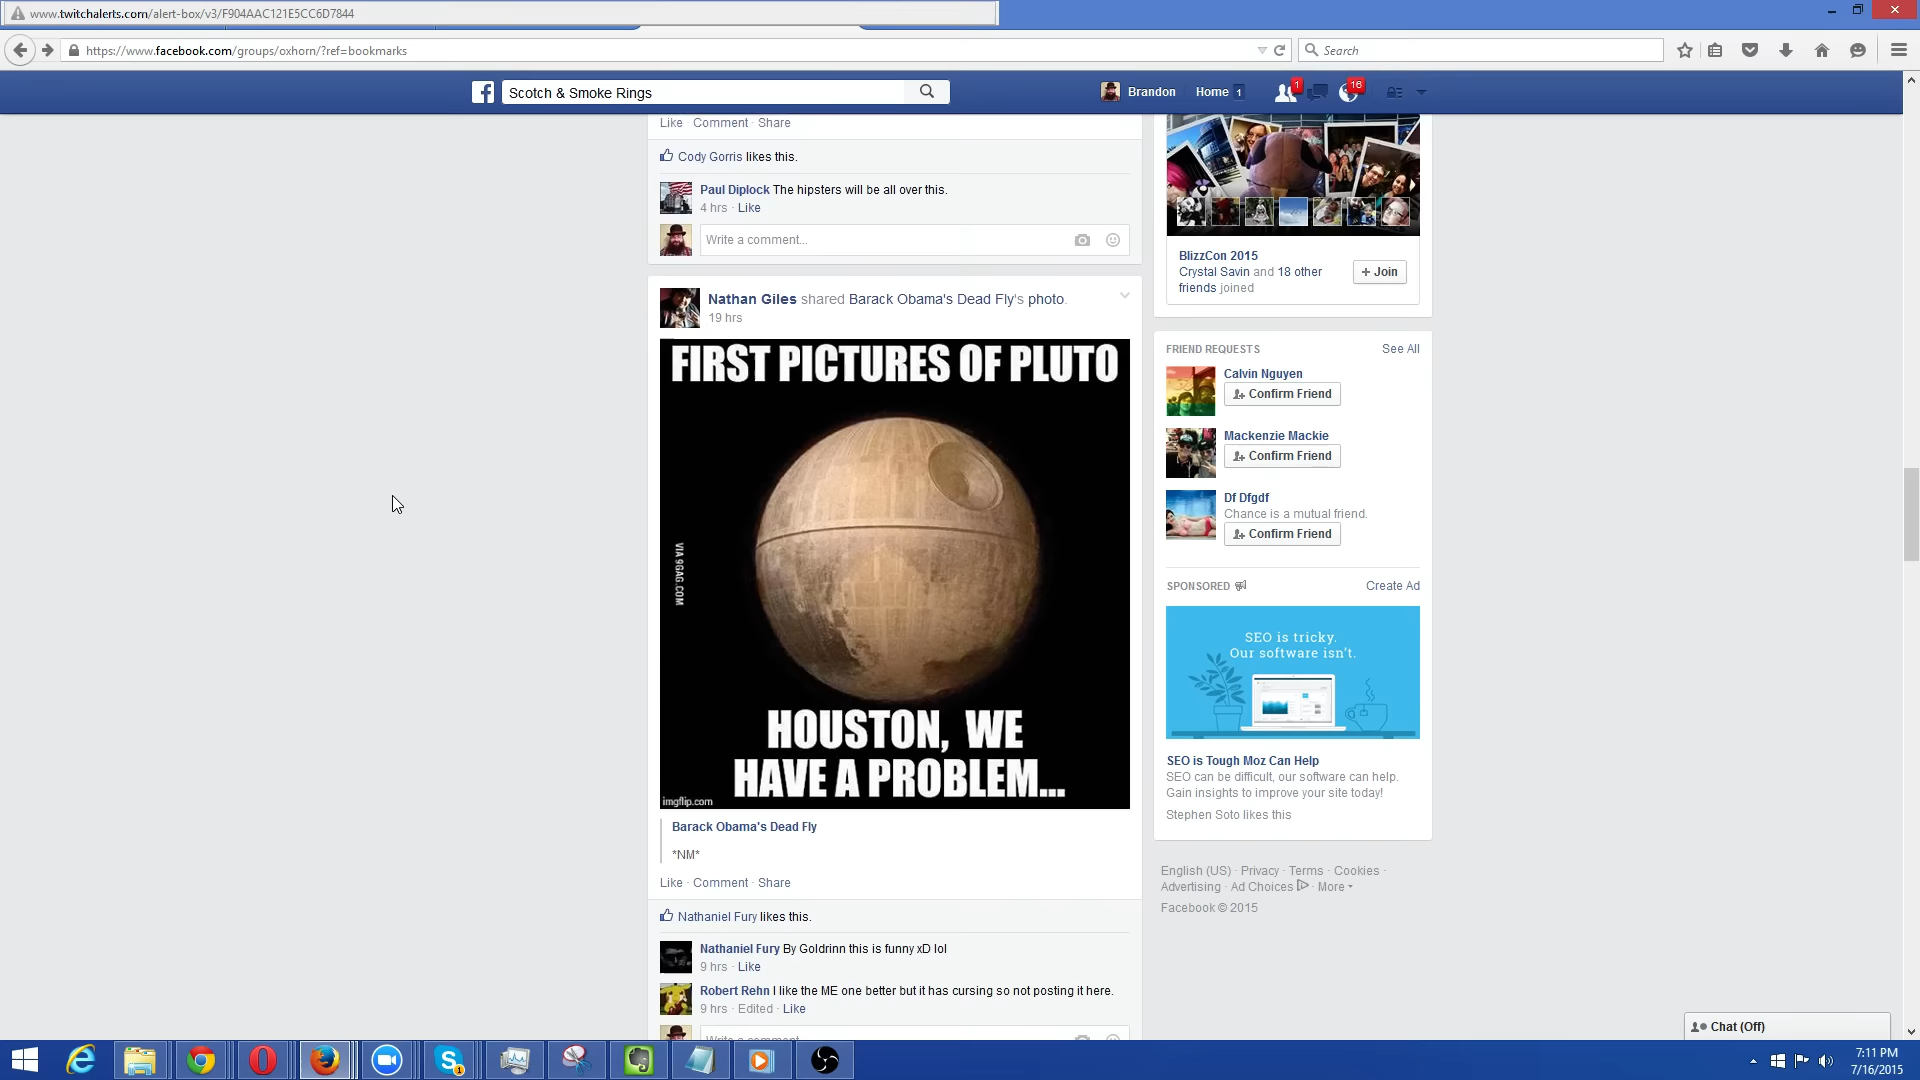 www.twitchalerts.com/alert-box/v3/F904AAC121E5CC6D7844
https://www.facebook.com/groups/oxhorn/?ref=bookmarks
Search
Scotch & Smoke Rings
Brandon
Home 1
1
16
Like · Comment · Share
Cody Gorris likes this.
Paul Diplock The hipsters will be all over this.
4 hrs · Like
Write a comment...
Nathan Giles shared Barack Obama's Dead Fly's photo.
19 hrs
FIRST PICTURES OF PLUTO
VIA 9GAG.COM
HOUSTON, WE
HAVE A PROBLEM...
imgflip.com
Barack Obama's Dead Fly
*NM*
Like · Comment · Share
Nathaniel Fury likes this.
Nathaniel Fury By Goldrinn this is funny xD lol
9 hrs · Like
Robert Rehn I like the ME one better but it has cursing so not posting it here.
9 hrs · Edited · Like
Write a comment...
BlizzCon 2015
Crystal Savin and 18 other
friends joined
+ Join
FRIEND REQUESTS
See All
Calvin Nguyen
Confirm Friend
Mackenzie Mackie
Confirm Friend
Df Dfgdf
Chance is a mutual friend.
Confirm Friend
SPONSORED
Create Ad
SEO is tricky.
Our software isn't.
SEO is Tough Moz Can Help
SEO can be difficult, our software can help.
Gain insights to improve your site today!
Stephen Soto likes this
English (US) · Privacy · Terms · Cookies ·
Advertising · Ad Choices · More
Facebook © 2015
Chat (Off)
7:11 PM
7/16/2015